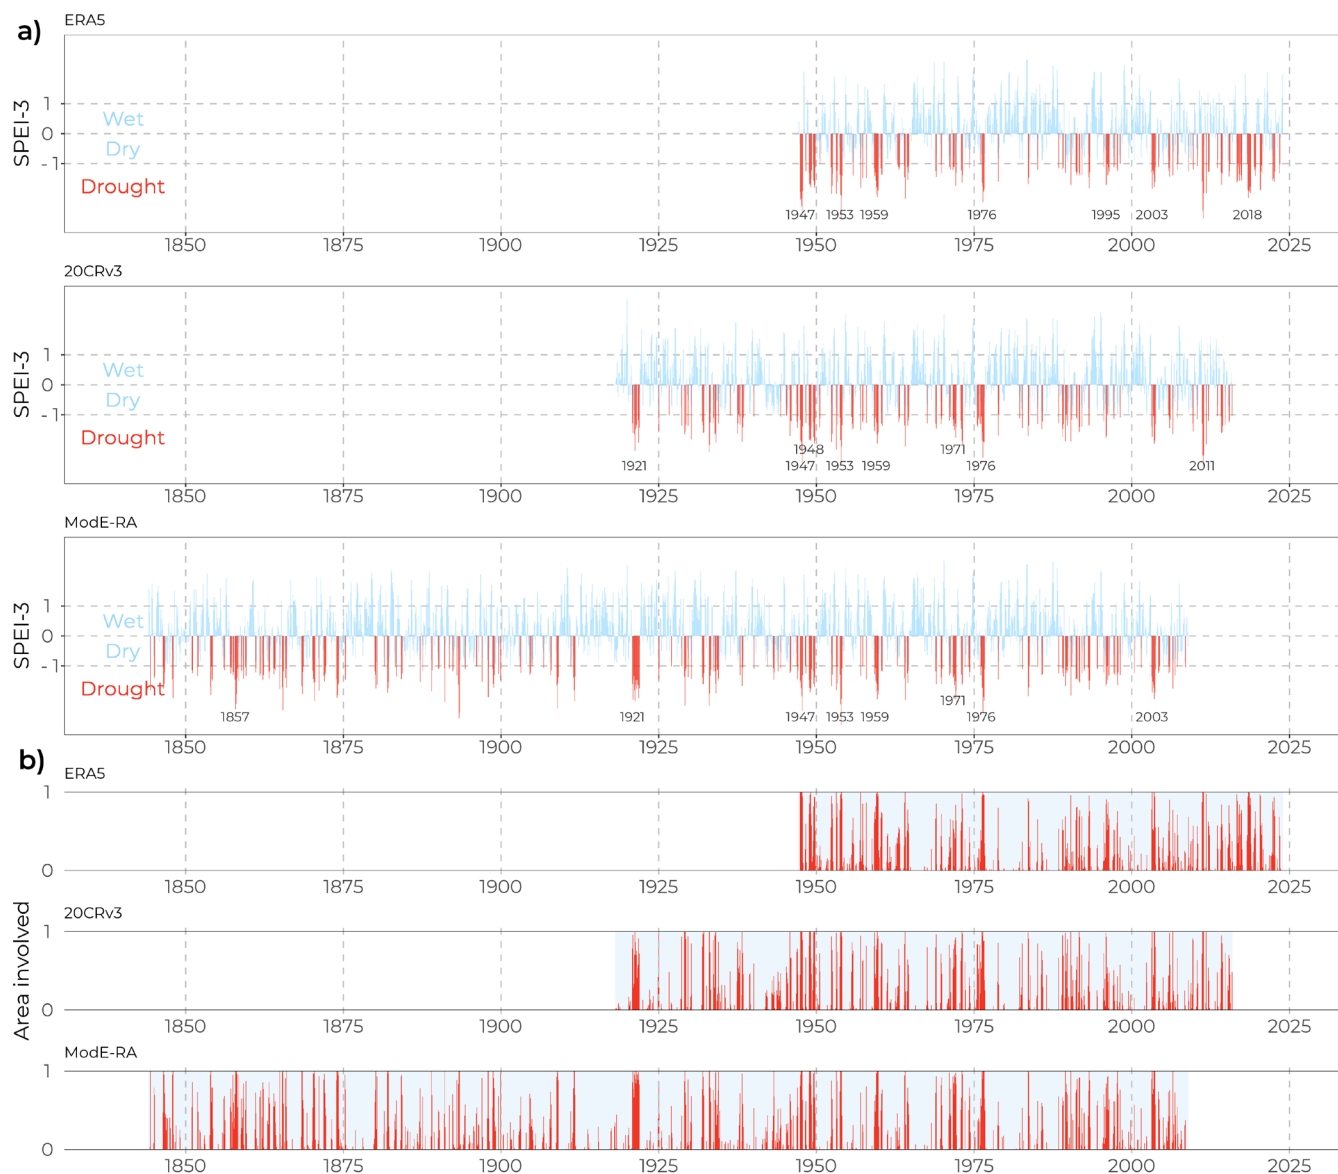 a)
ERA5
SPEI-3
1
0
- 1
Wet
Dry
Drought
1947 1953 1959 1976 1995 2003 2018
1850 1875 1900 1925 1950 1975 2000 2025
20CRv3
SPEI-3
1
0
- 1
Wet
Dry
Drought
1948 1971
1921 1947 1953 1959 1976 2011
1850 1875 1900 1925 1950 1975 2000 2025
ModE-RA
SPEI-3
1
0
- 1
Wet
Dry
Drought
1971
1857 1921 1947 1953 1959 1976 2003
1850 1875 1900 1925 1950 1975 2000 2025
b)
ERA5
1
0
1850 1875 1900 1925 1950 1975 2000 2025
Area involved
20CRv3
1
0
1850 1875 1900 1925 1950 1975 2000 2025
ModE-RA
1
0
1850 1875 1900 1925 1950 1975 2000 2025